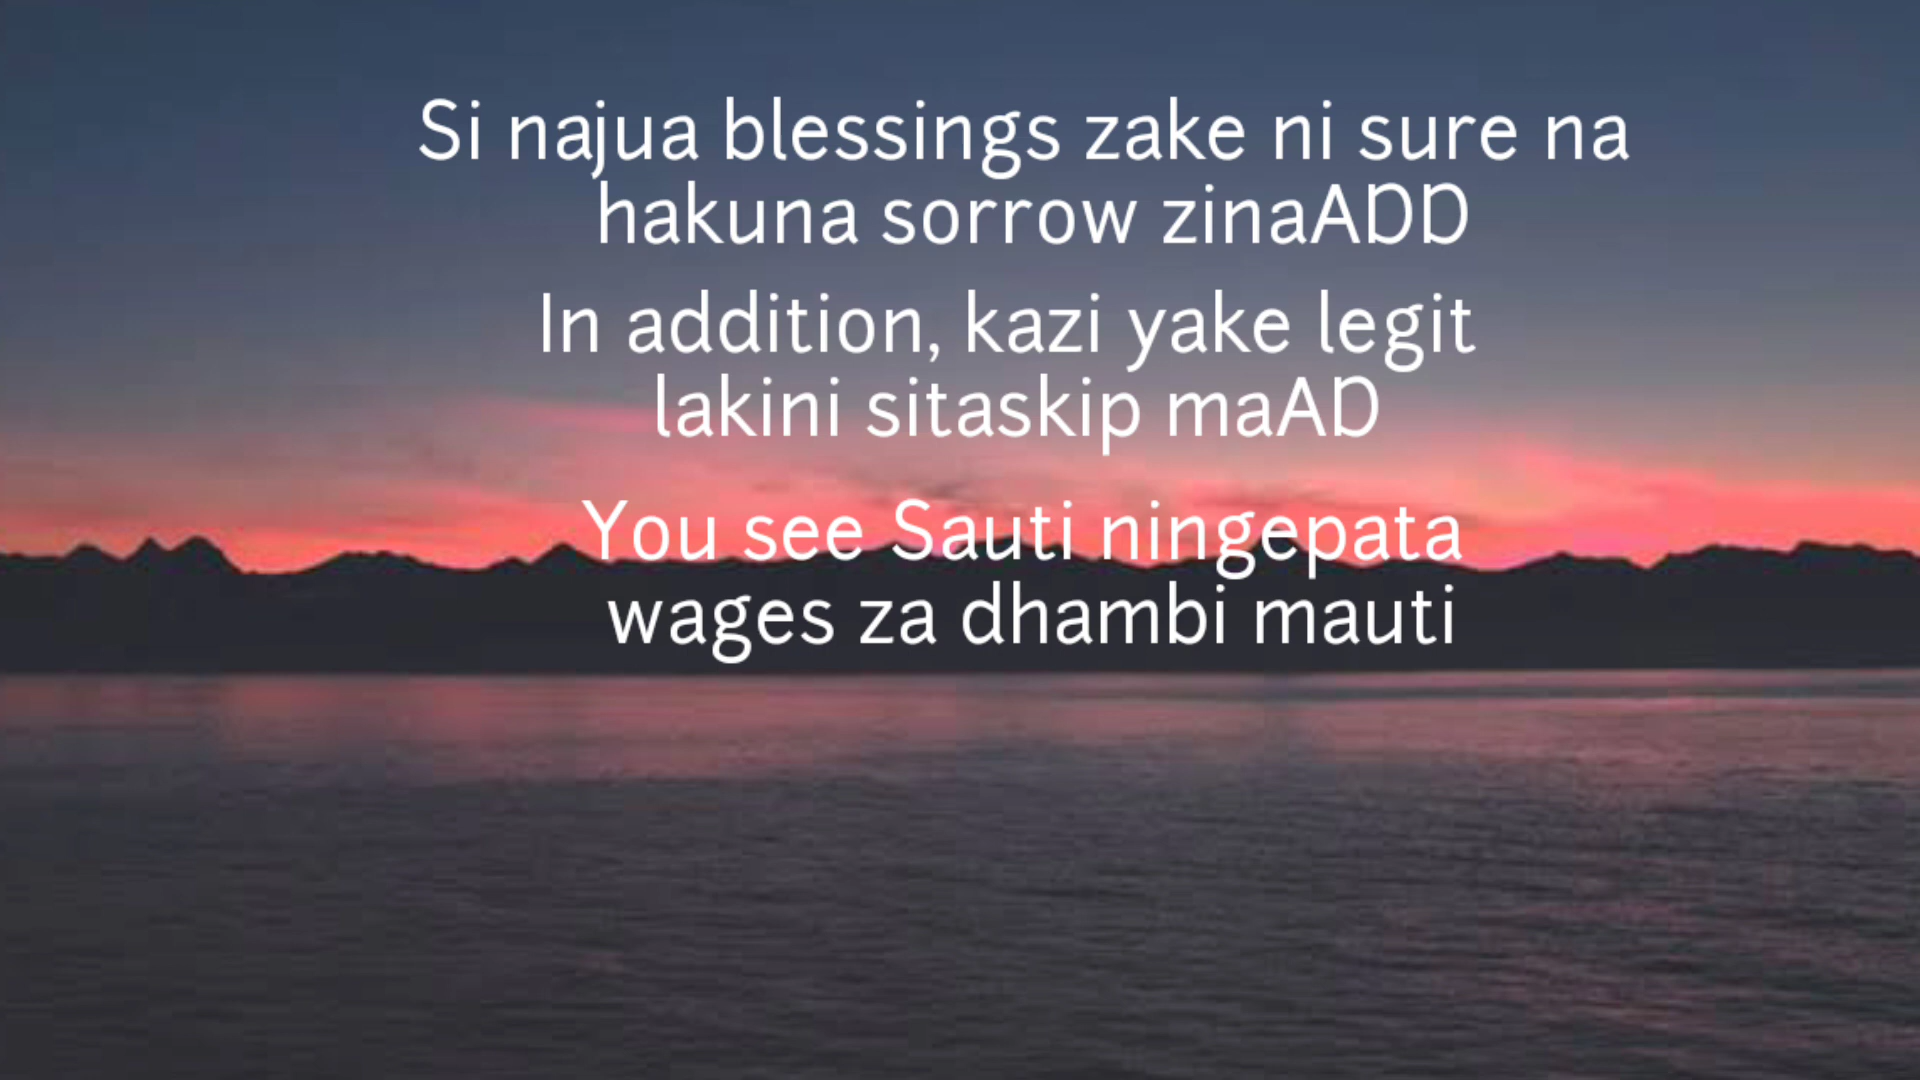 Si najua blessings zake ni sure na
hakuna sorrow zinaADD
In addition, kazi yake legit
lakini sitaskip maAD
You see Sauti ningepata
wages za dhambi mauti